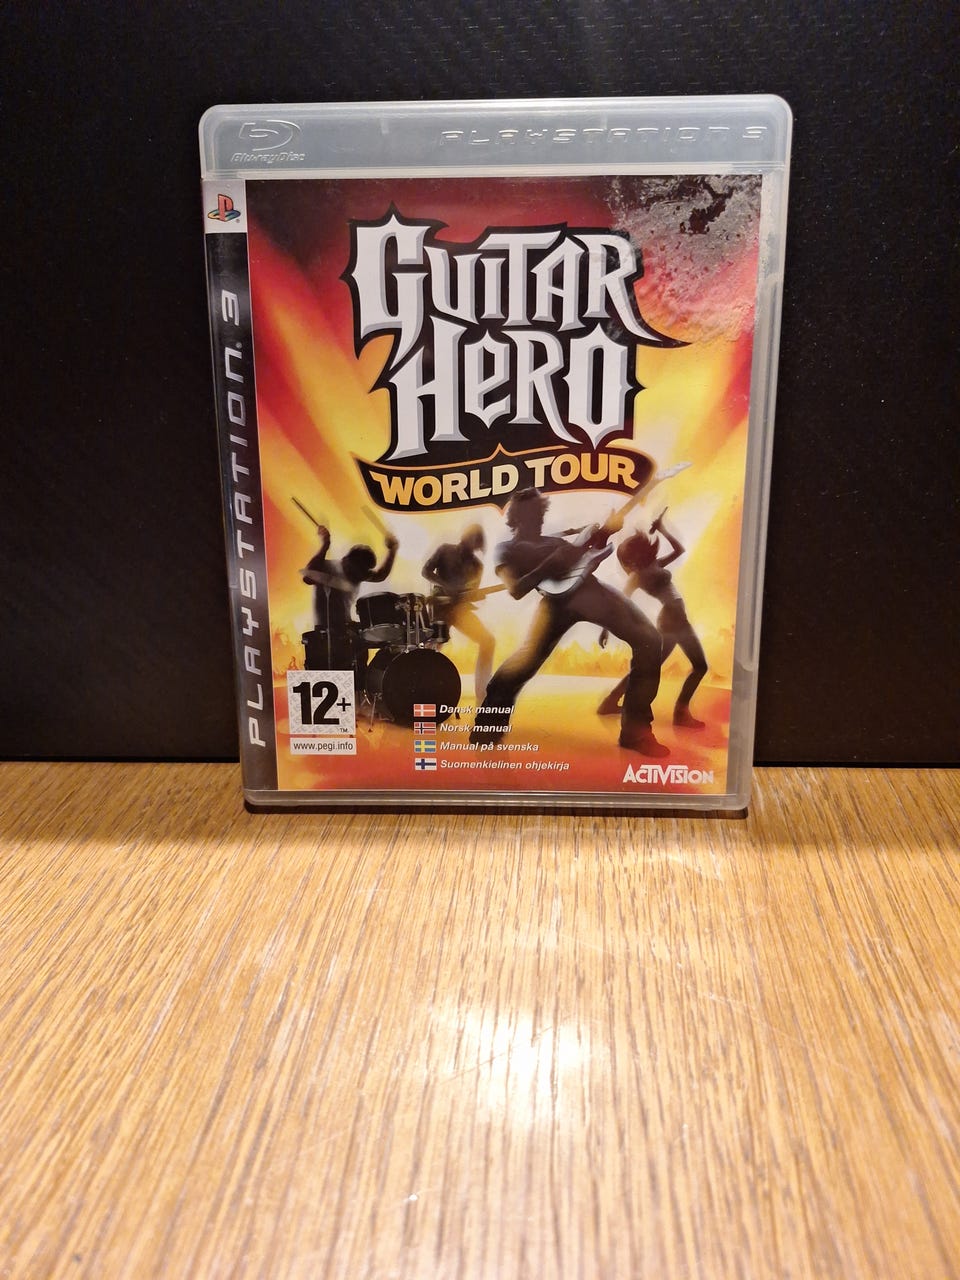 Blu-ray Disc
PLAYSTATION 3
PLAYSTATION 3
GUiTAR
HeRO
WORLD TOUR
12+
TM
www.pegi.info
Dansk manual
Norsk manual
Manual på svenska
Suomenkielinen ohjekirja
ACTIVISION